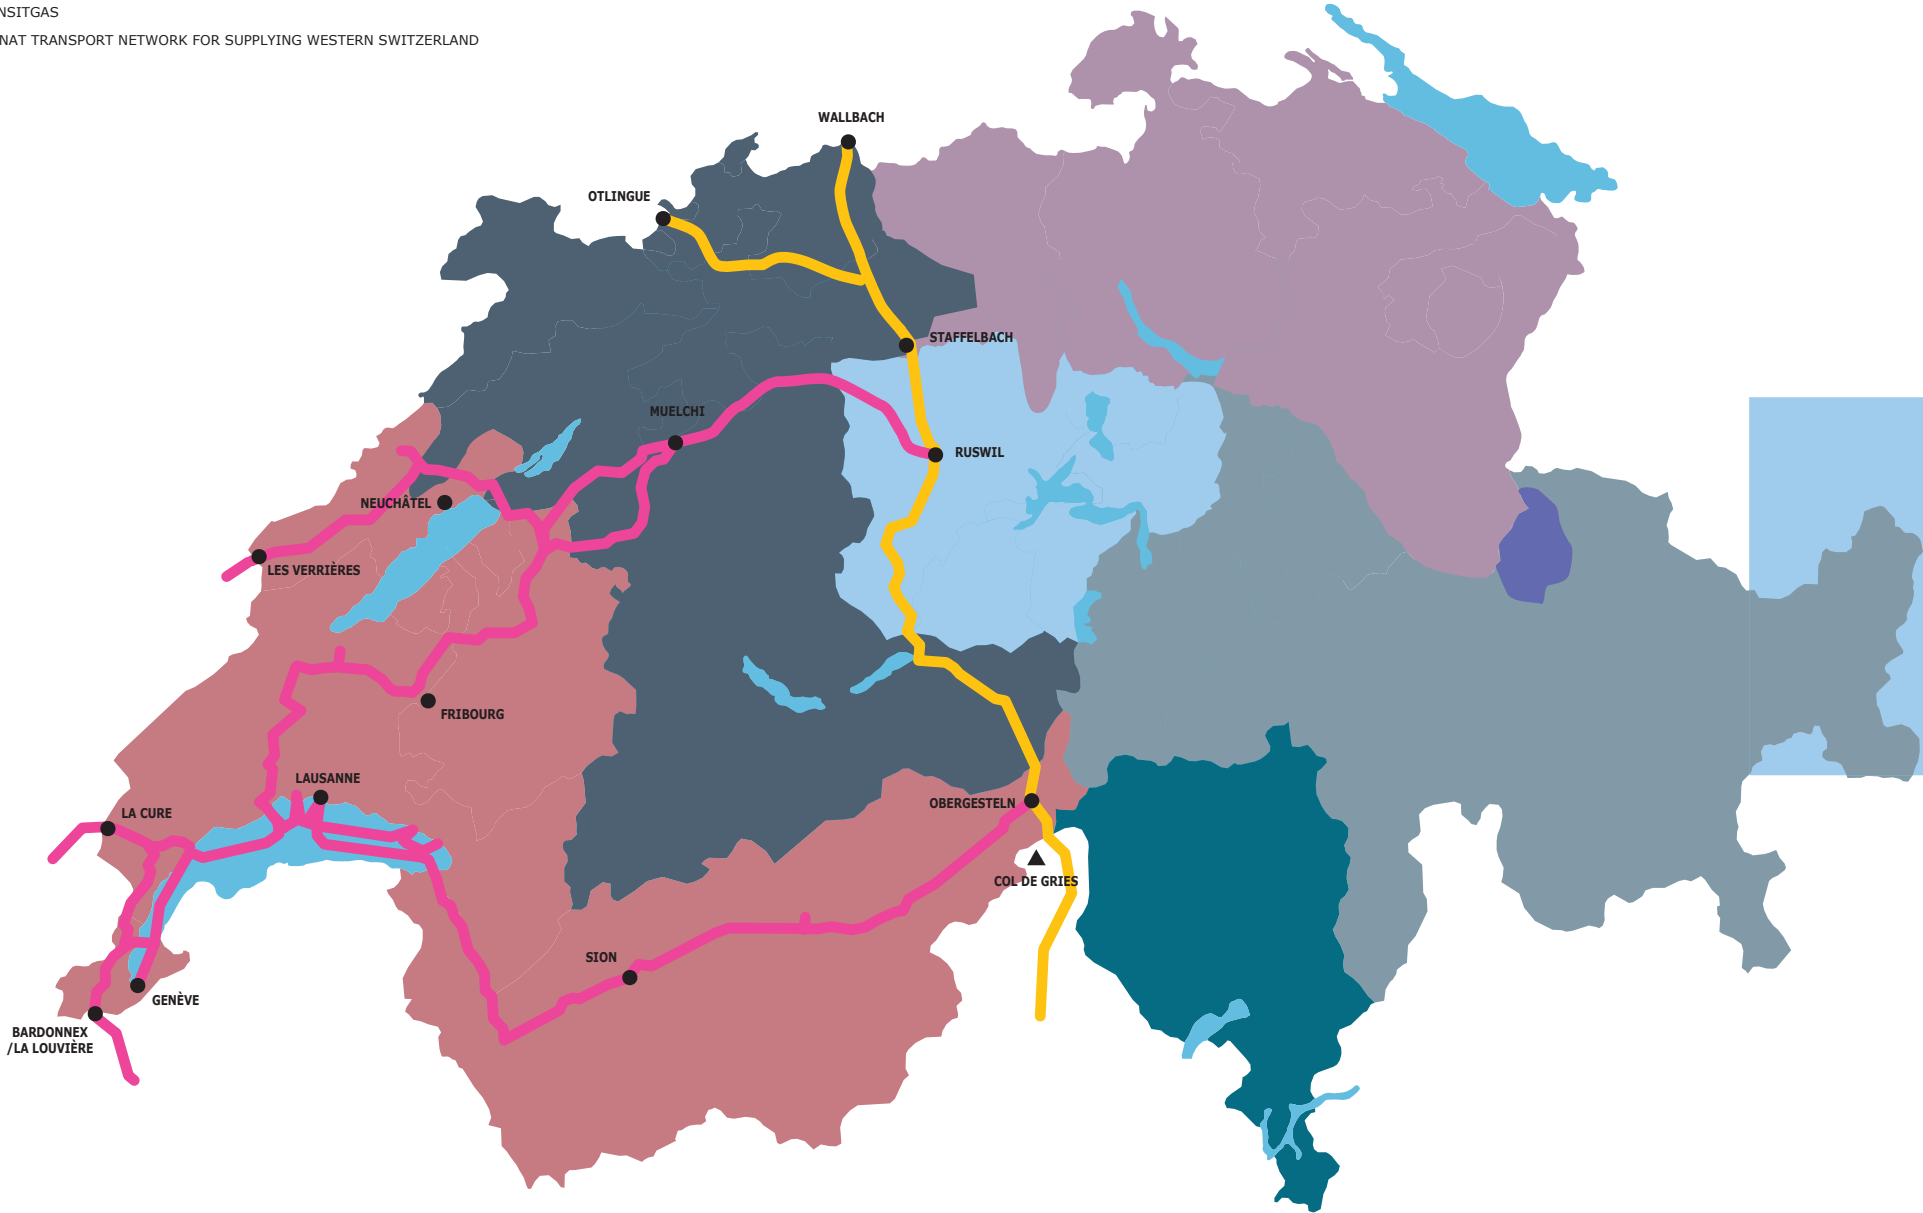 NSITGAS
NAT TRANSPORT NETWORK FOR SUPPLYING WESTERN SWITZERLAND
WALLBACH
OTLINGUE
STAFFELBACH
MUELCHI
RUSWIL
NEUCHÂTEL
LES VERRIÈRES
FRIBOURG
LAUSANNE
OBERGESTELN
LA CURE
COL DE GRIES
SION
GENÈVE
BARDONNEX
/LA LOUVIÈRE